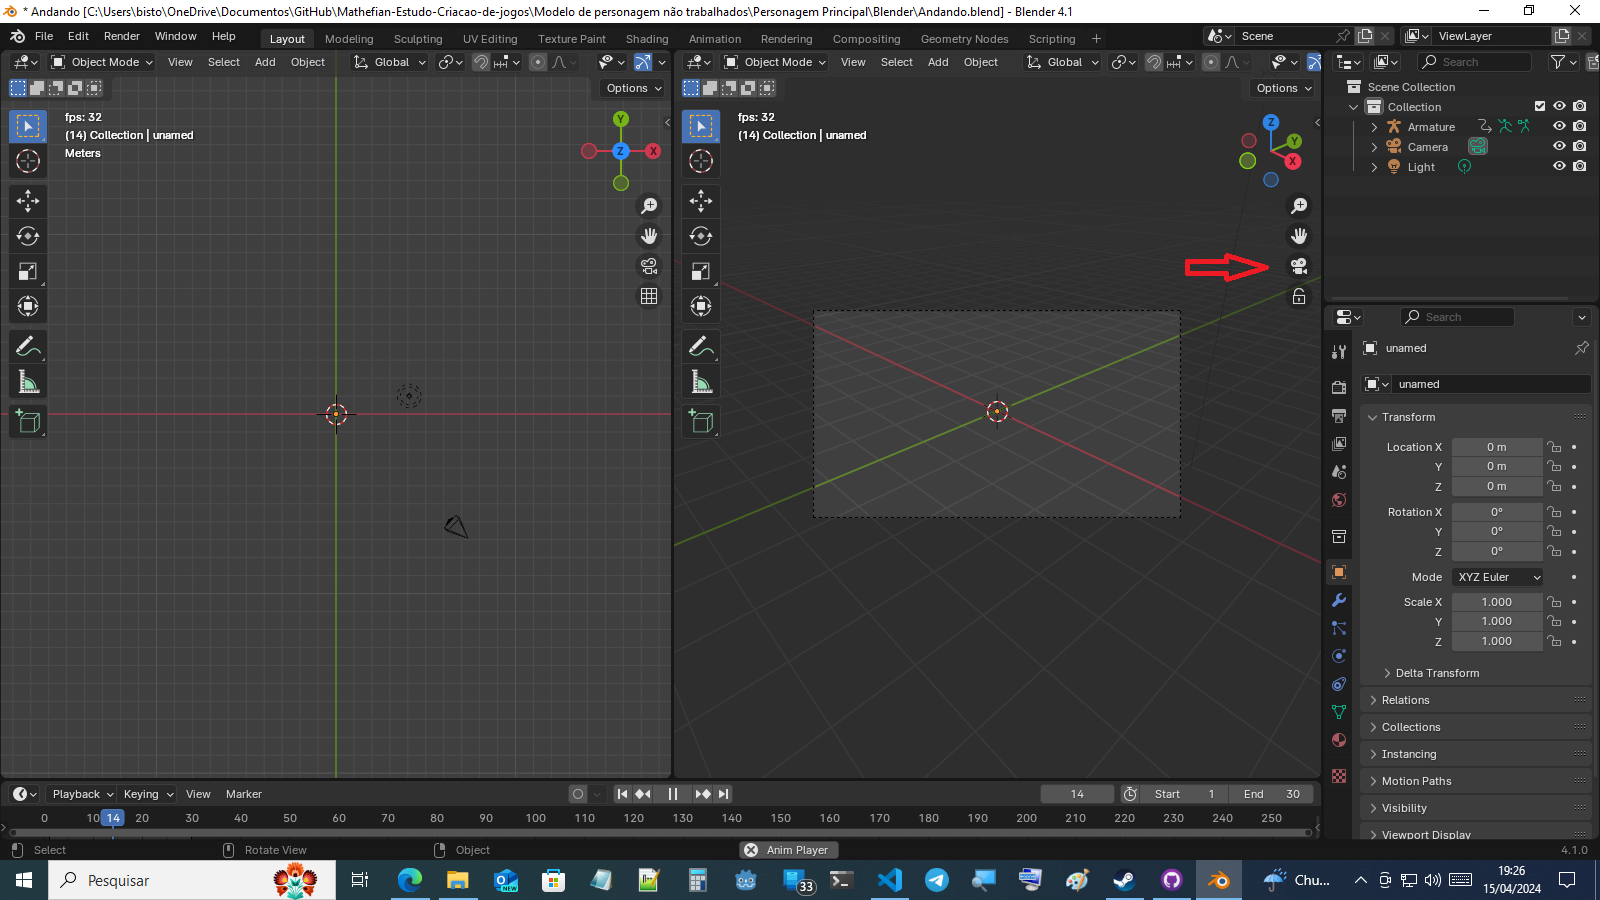 * Andando [C:\Users\bisto\OneDrive\Documentos\GitHub\Mathefian-Estudo-Criacao-de-jogos\Modelo de personagem não trabalhados\Personagem Principal\Blender\Andando.blend] - Blender 4.1
File Edit Render Window Help Layout Modeling Sculpting UV Editing Texture Paint Shading Animation Rendering Compositing Geometry Nodes Scripting + Scene ViewLayer
Object Mode View Select Add Object Global
Object Mode View Select Add Object Global
Search
Options
Options
fps: 32
(14) Collection | unamed
Meters
Y
Z
X
fps: 32
(14) Collection | unamed
Z
Y
X
Scene Collection
Collection
Armature
Camera
Light
Search
unamed
unamed
Transform
Location X 0 m
Y 0 m
Z 0 m
Rotation X 0°
Y 0°
Z 0°
Mode XYZ Euler
Scale X 1.000
Y 1.000
Z 1.000
Delta Transform
Relations
Collections
Instancing
Motion Paths
Visibility
Viewport Display
Playback Keying View Marker 14 Start 1 End 30
0 10 14 20 30 40 50 60 70 80 90 100 110 120 130 140 150 160 170 180 190 200 210 220 230 240 250
Select Rotate View Object Anim Player 4.1.0
Pesquisar NEW 33 Chu... 19:26
15/04/2024